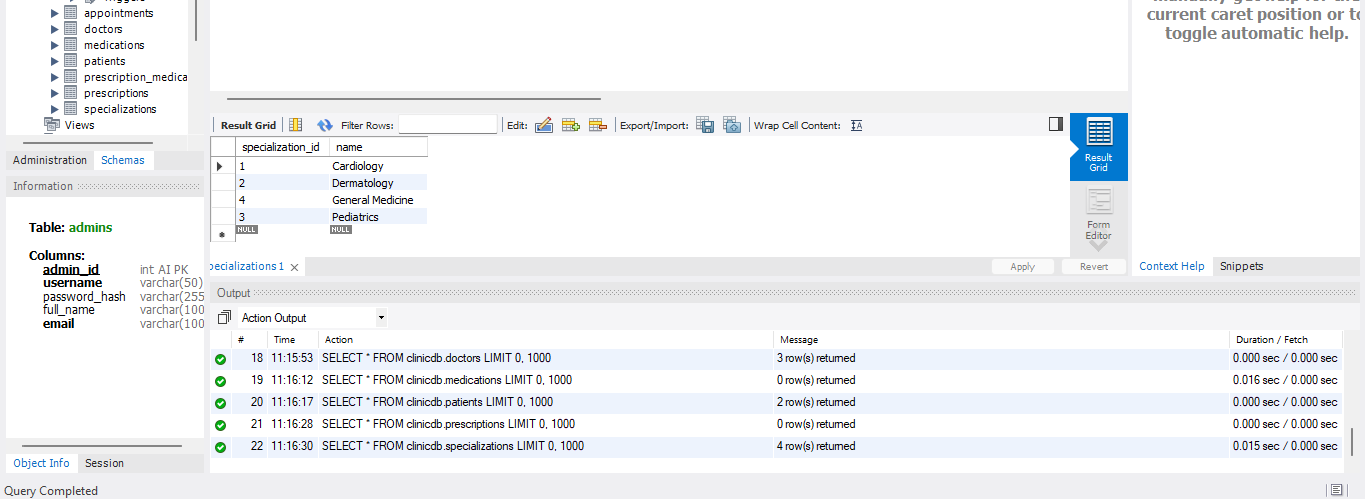 appointments
doctors
medications
patients
prescription_medica
prescriptions
specializations
Views
Administration Schemas
Information
Table: admins
Columns:
admin_id int AI PK
username varchar(50)
password_hash varchar(255
full_name varchar(100
email varchar(100
Object Info Session
Query Completed
Result Grid Filter Rows: Edit: Export/Import: Wrap Cell Content:
specialization_id name
1 Cardiology
2 Dermatology
4 General Medicine
3 Pediatrics
NULL NULL
Result
Grid
Form
Editor
pecializations 1
Apply Revert
current caret position or to
toggle automatic help.
Context Help Snippets
Output
Action Output
# Time Action Message Duration / Fetch
18 11:15:53 SELECT * FROM clinicdb.doctors LIMIT 0, 1000 3 row(s) returned 0.000 sec / 0.000 sec
19 11:16:12 SELECT * FROM clinicdb.medications LIMIT 0, 1000 0 row(s) returned 0.016 sec / 0.000 sec
20 11:16:17 SELECT * FROM clinicdb.patients LIMIT 0, 1000 2 row(s) returned 0.000 sec / 0.000 sec
21 11:16:28 SELECT * FROM clinicdb.prescriptions LIMIT 0, 1000 0 row(s) returned 0.000 sec / 0.000 sec
22 11:16:30 SELECT * FROM clinicdb.specializations LIMIT 0, 1000 4 row(s) returned 0.015 sec / 0.000 sec